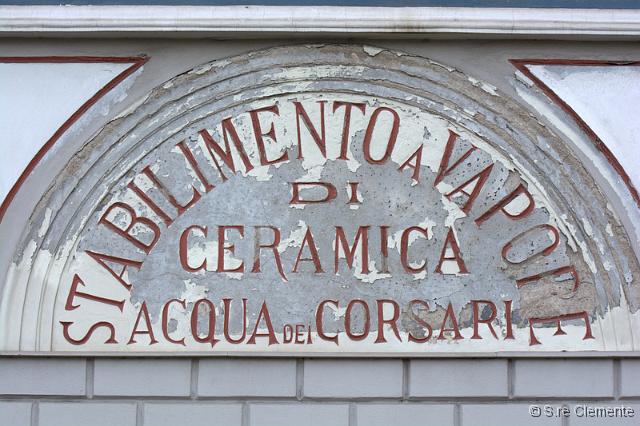 STABILIMENTO A VAPORE
DI
CERAMICA
ACQUA DEI CORSARI
© S.re Clemente